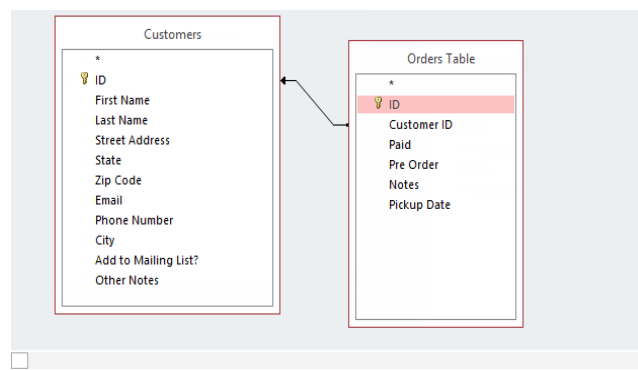 Customers
*
ID
First Name
Last Name
Street Address
State
Zip Code
Email
Phone Number
City
Add to Mailing List?
Other Notes
Orders Table
*
ID
Customer ID
Paid
Pre Order
Notes
Pickup Date